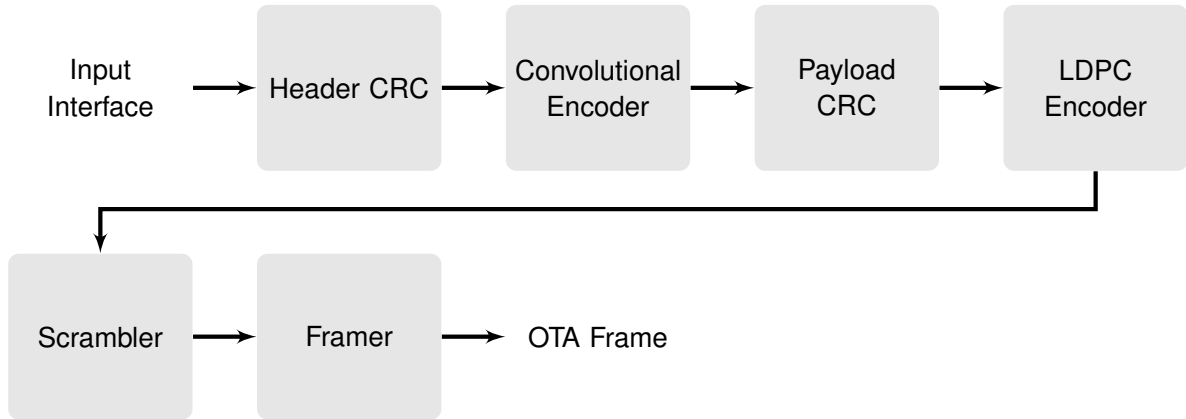 Input
Interface
Header CRC
Convolutional
Encoder
Payload
CRC
LDPC
Encoder
Scrambler
Framer
OTA Frame